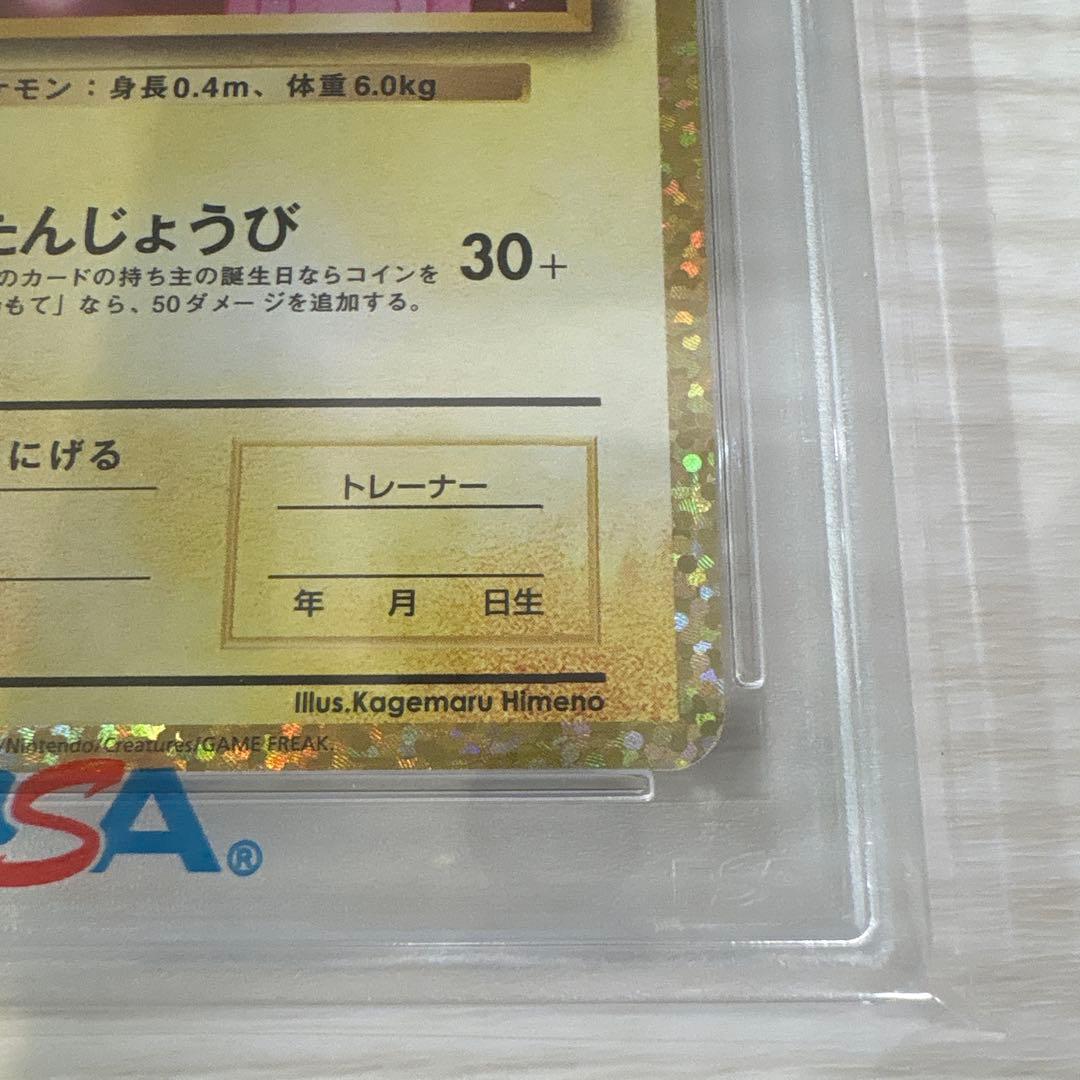 ケモン：身長0.4m、体重6.0kg
たんじょうび
30+
のカードの持ち主の誕生日ならコインを
もて」なら、50ダメージを追加する。
にげる
トレーナー
年 月 日生
Illus.Kagemaru Himeno
/Nintendo/Creatures/GAME FREAK.
PSA®